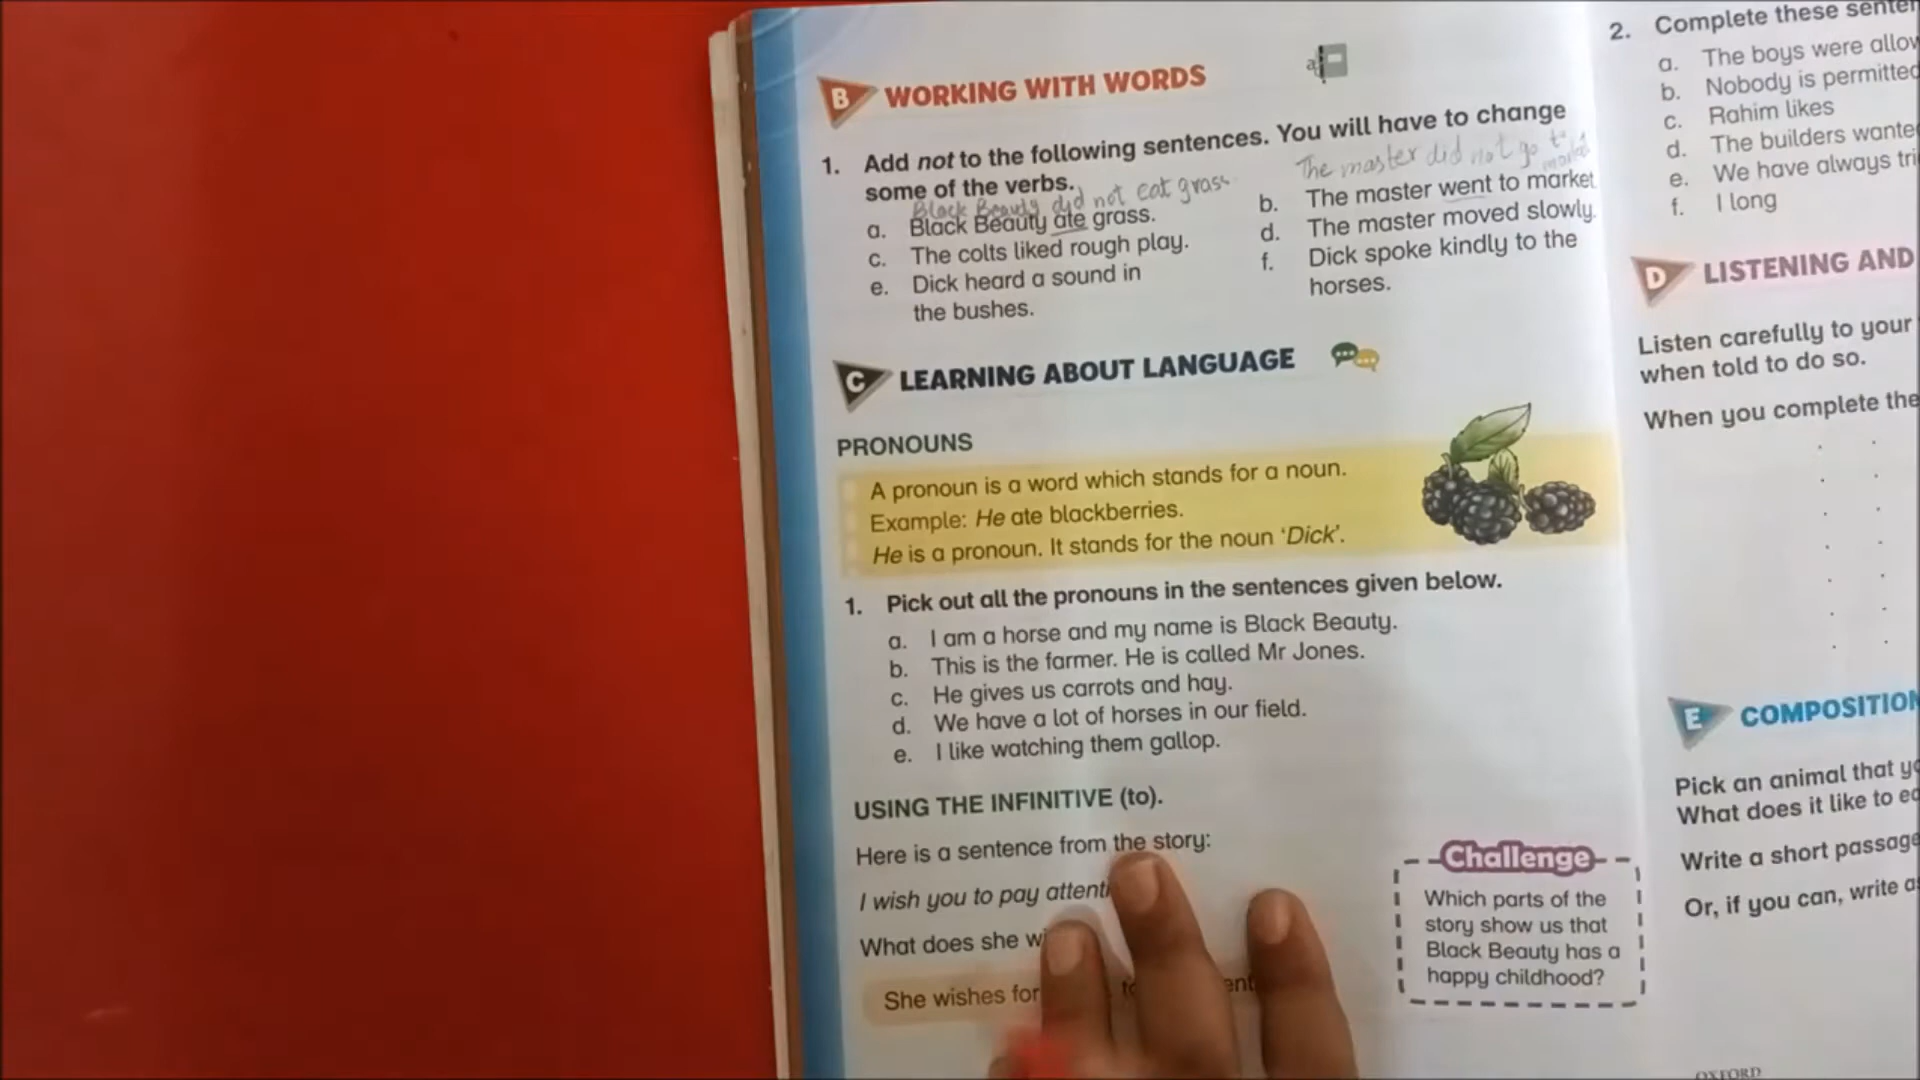 B WORKING WITH WORDS
1. Add not to the following sentences. You will have to change
some of the verbs.
The master did not go to
Black Beauty did not eat grass
a. Black Beauty ate grass.
b. The master went to market
c. The colts liked rough play.
d. The master moved slowly.
e. Dick heard a sound in
the bushes.
f. Dick spoke kindly to the
horses.
C LEARNING ABOUT LANGUAGE
PRONOUNS
A pronoun is a word which stands for a noun.
Example: He ate blackberries.
He is a pronoun. It stands for the noun ‘Dick’.
1. Pick out all the pronouns in the sentences given below.
a. I am a horse and my name is Black Beauty.
b. This is the farmer. He is called Mr Jones.
c. He gives us carrots and hay.
d. We have a lot of horses in our field.
e. I like watching them gallop.
USING THE INFINITIVE (to).
Here is a sentence from the story:
I wish you to pay attenti
What does she w
She wishes for
Challenge
Which parts of the
story show us that
Black Beauty has a
happy childhood?
2. Complete these senten
a. The boys were allow
b. Nobody is permitted
c. Rahim likes
d. The builders wante
e. We have always tri
f. I long
D LISTENING AND
Listen carefully to your
when told to do so.
When you complete the
E COMPOSITION
Pick an animal that yo
What does it like to ea
Write a short passage
Or, if you can, write a
OXFORD